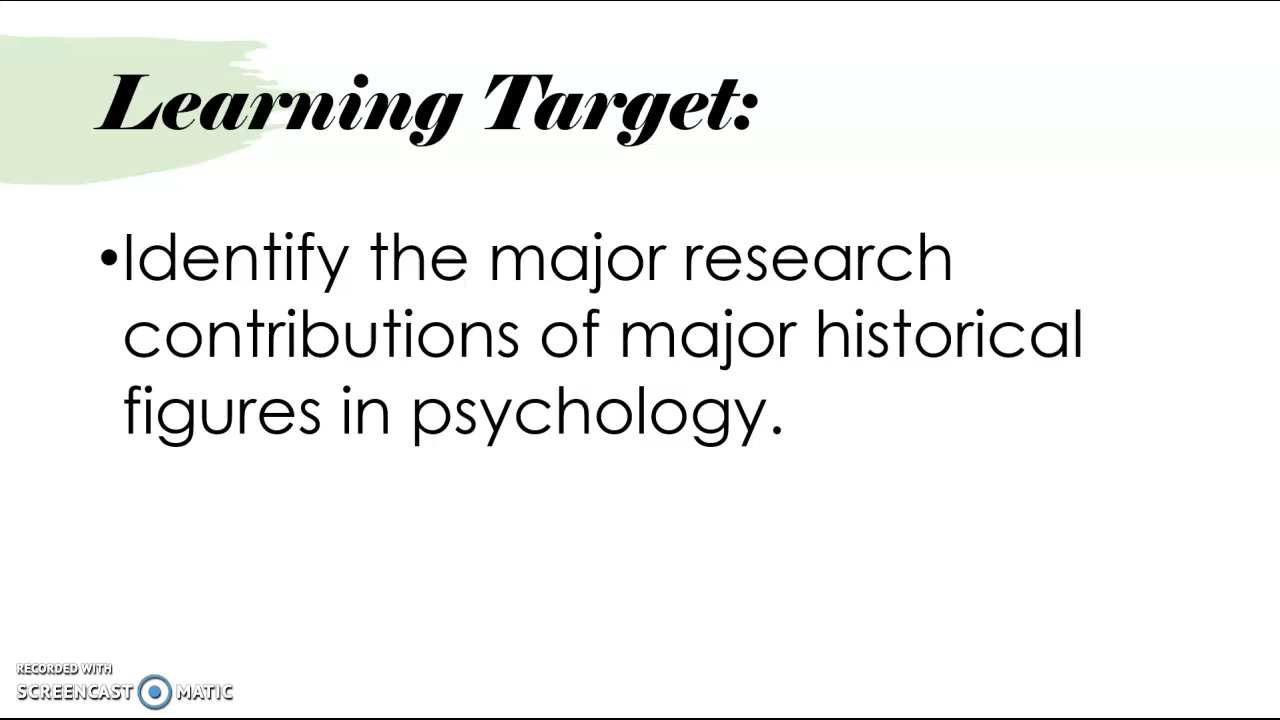 Learning Target:
•Identify the major research
contributions of major historical
figures in psychology.
RECORDED WITH
SCREENCAST MATIC